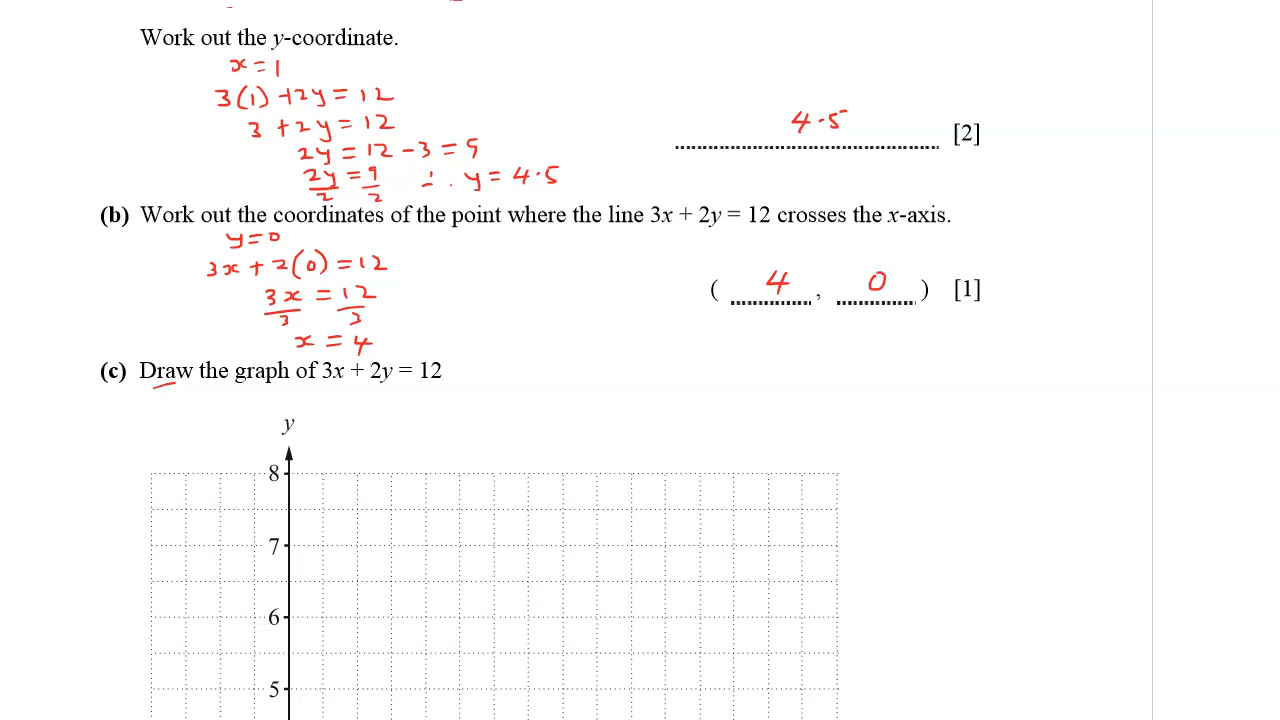 Work out the y-coordinate.
x = 1
3(1) + 2y = 12
3 + 2y = 12
2y = 12 - 3 = 9
2y/2 = 9/2 ∴ y = 4.5
4.5 [2]
(b) Work out the coordinates of the point where the line 3x + 2y = 12 crosses the x-axis.
y = 0
3x + 2(0) = 12
3x/3 = 12/3
x = 4
( 4 , 0 ) [1]
(c) Draw the graph of 3x + 2y = 12
y
8
7
6
5